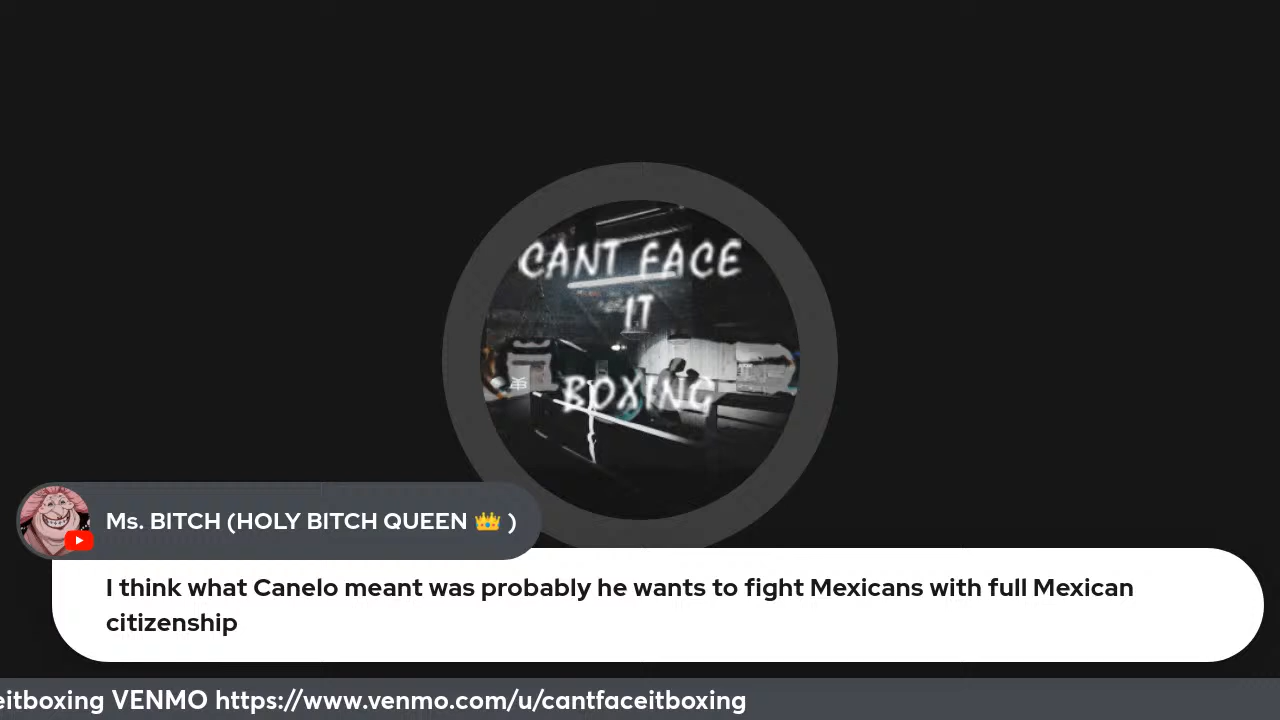 CANT FACE
IT
BOXING
Ms. BITCH (HOLY BITCH QUEEN 👑 )
I think what Canelo meant was probably he wants to fight Mexicans with full Mexican
citizenship
eitboxing VENMO https://www.venmo.com/u/cantfaceitboxing